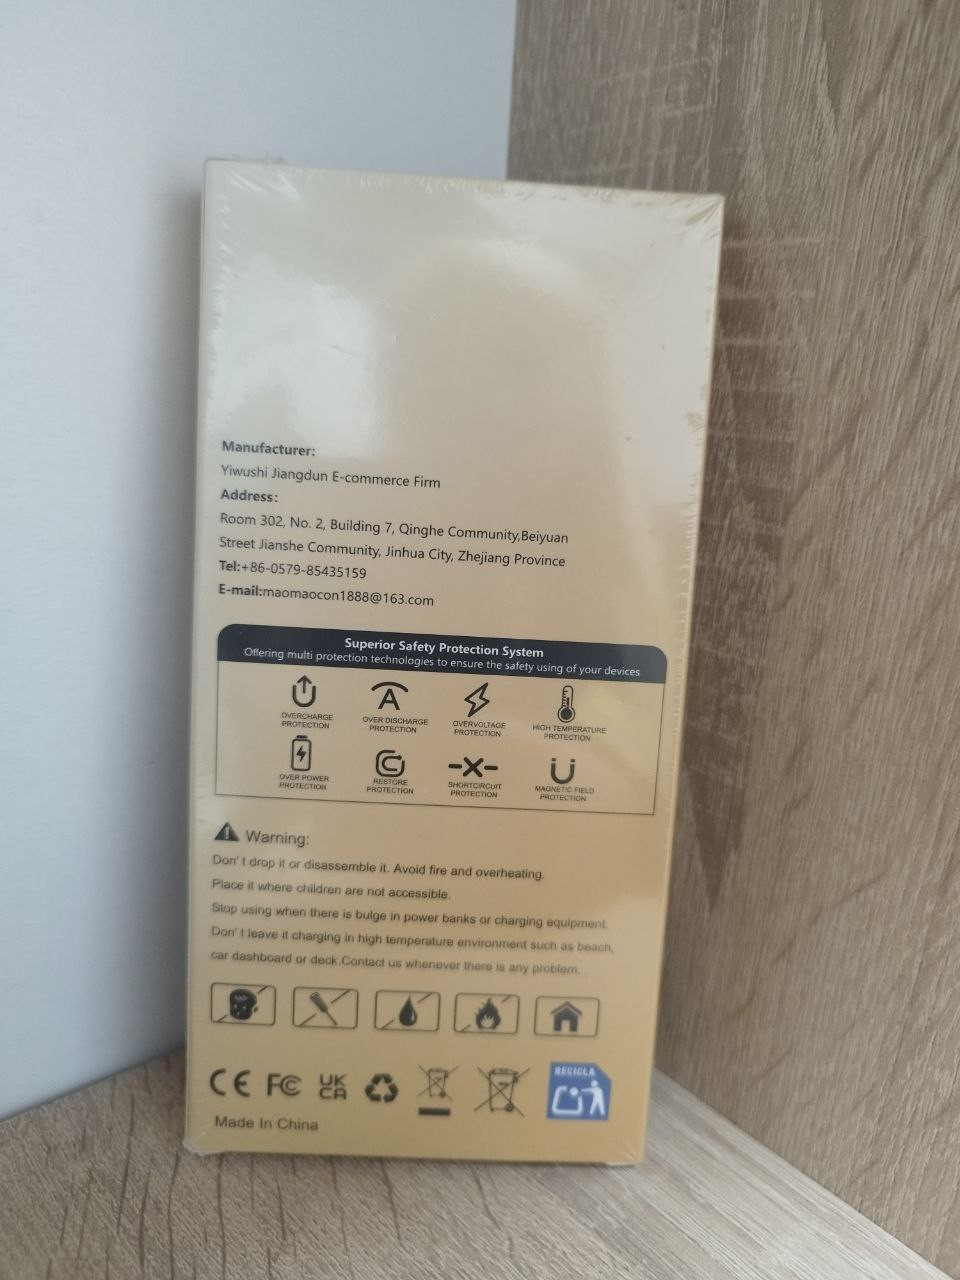 Manufacturer:
Yiwushi Jiangdun E-commerce Firm
Address:
Room 302, No. 2, Building 7, Qinghe Community,Beiyuan
Street Jianshe Community, Jinhua City, Zhejiang Province
Tel:+86-0579-85435159
E-mail:maomaocon1888@163.com
Superior Safety Protection System
Offering multi protection technologies to ensure the safety using of your devices
OVERCHARGE PROTECTION
OVER DISCHARGE PROTECTION
OVERVOLTAGE PROTECTION
HIGH TEMPERATURE PROTECTION
OVER POWER PROTECTION
RESTORE PROTECTION
SHORTCIRCUIT PROTECTION
MAGNETIC FIELD PROTECTION
Warning:
Don' t drop it or disassemble it. Avoid fire and overheating.
Place it where children are not accessible.
Stop using when there is bulge in power banks or charging equipment.
Don' t leave it charging in high temperature environment such as beach,
car dashboard or deck.Contact us whenever there is any problem.
CE FC UK CA RECICLA
Made In China